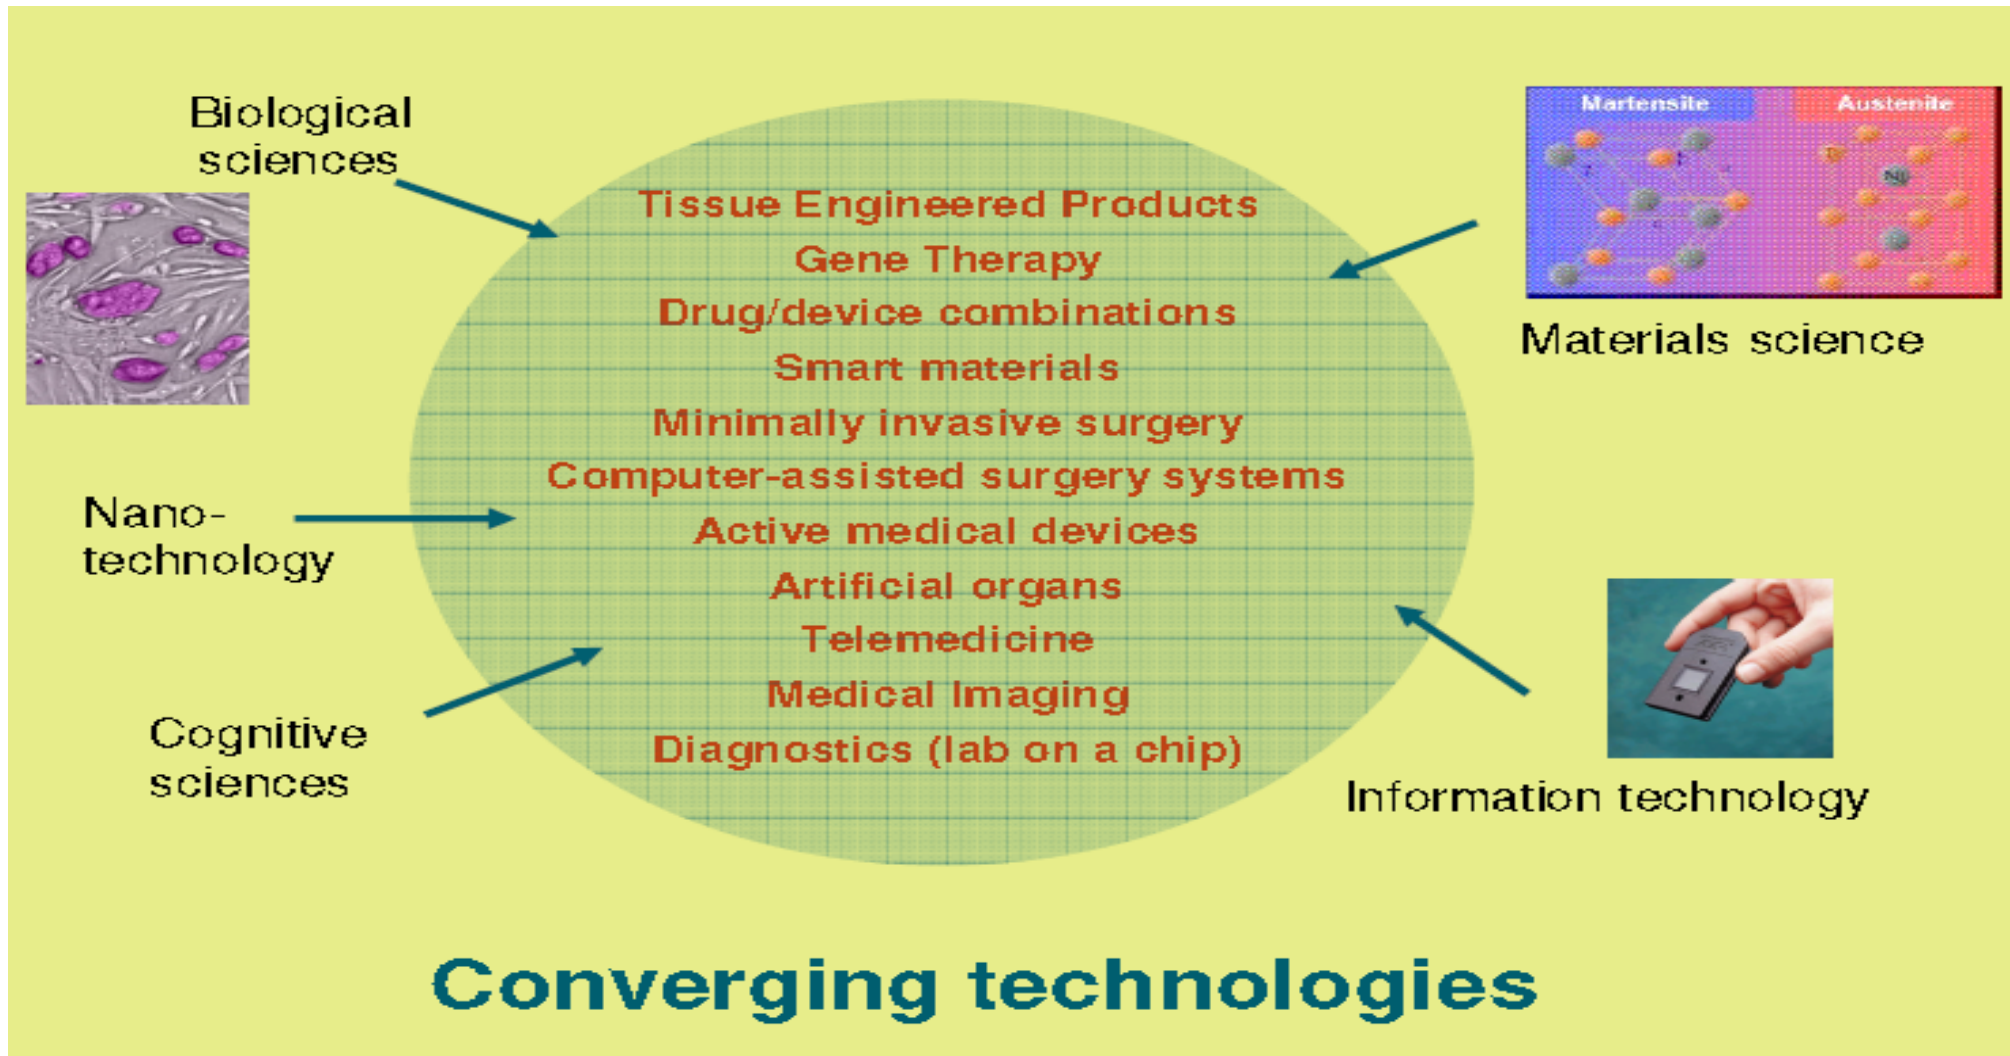 Biological
sciences
Martensite
Austenite
Ti
Ni
Tissue Engineered Products
Gene Therapy
Drug/device combinations
Smart materials
Minimally invasive surgery
Computer-assisted surgery systems
Active medical devices
Artificial organs
Telemedicine
Medical Imaging
Diagnostics (lab on a chip)
Materials science
Nano-
technology
Cognitive
sciences
Information technology
Converging technologies